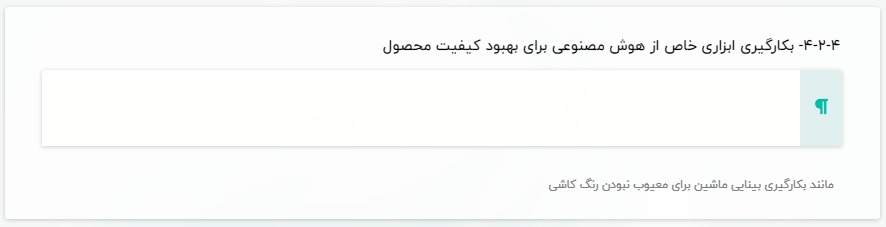 ۴-۲-۴- بکارگیری ابزاری خاص از هوش مصنوعی برای بهبود کیفیت محصول
¶
مانند بکارگیری بینایی ماشین برای معیوب نبودن رنگ کاشی